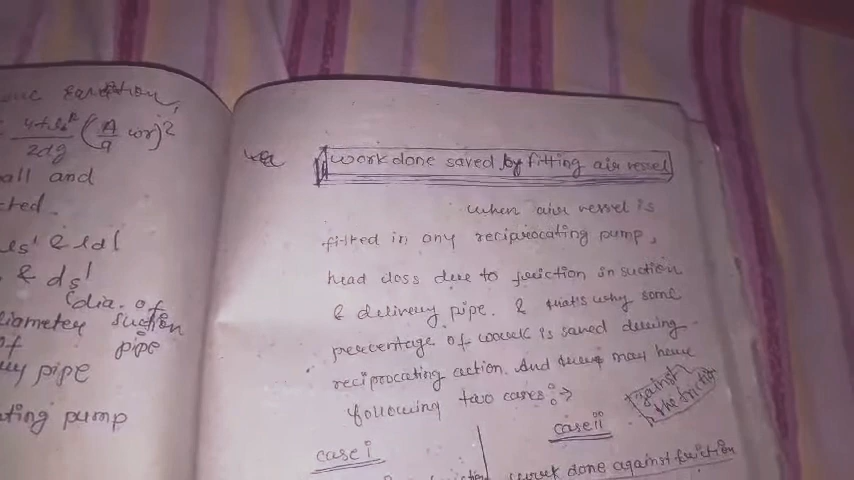 4fls² (A/a ωr)²
2dg
all and
cted.
ls' & ld'
& ds'
(dia. of
diameter suction
of pipe
ry pipe
ating pump
work done saved by fitting air vessel
when air vessel is
fitted in any reciprocating pump,
head loss due to friction in suction
& delivery pipe. & that's why some
percentage of work is saved during
reciprocating action. And may have
following two cases :->
against
the friction
case i
case ii
work done against friction